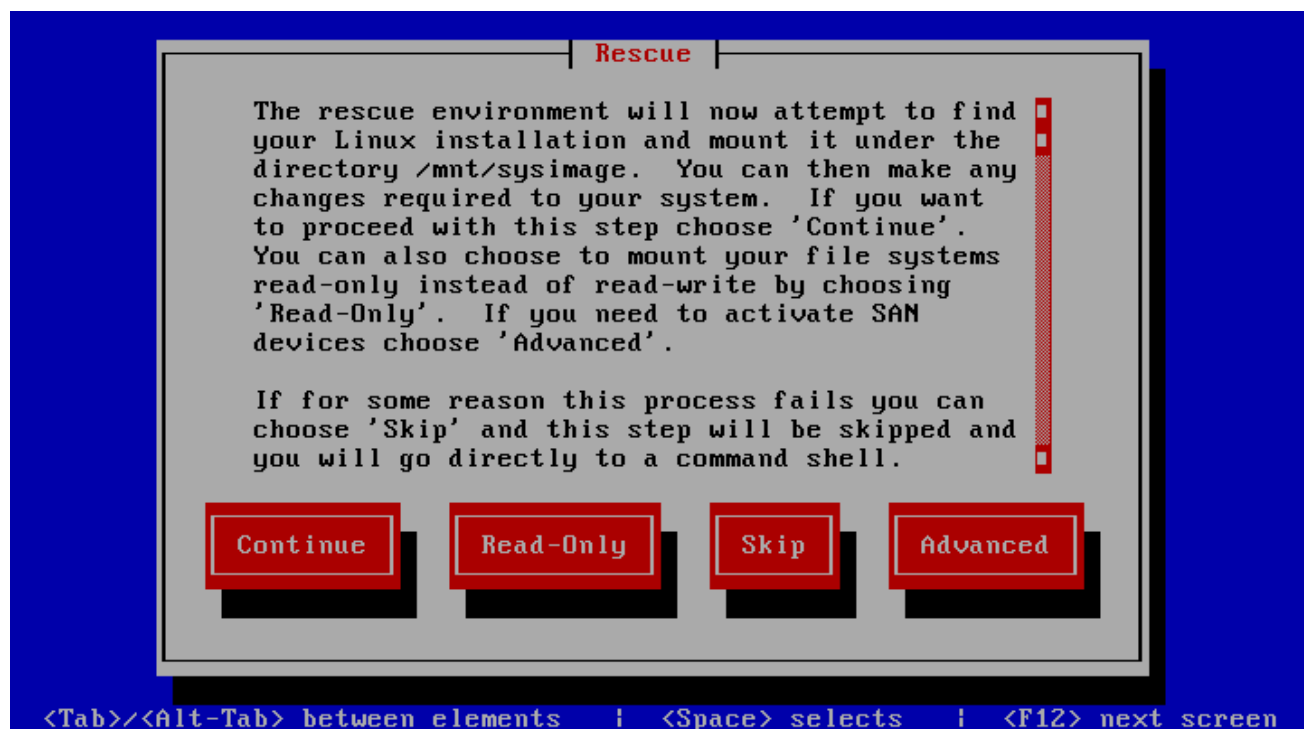 Rescue
The rescue environment will now attempt to find
your Linux installation and mount it under the
directory /mnt/sysimage.  You can then make any
changes required to your system.  If you want
to proceed with this step choose 'Continue'.
You can also choose to mount your file systems
read-only instead of read-write by choosing
'Read-Only'.  If you need to activate SAN
devices choose 'Advanced'.
If for some reason this process fails you can
choose 'Skip' and this step will be skipped and
you will go directly to a command shell.
Continue Read-Only Skip Advanced
<Tab>/<Alt-Tab> between elements | <Space> selects | <F12> next screen